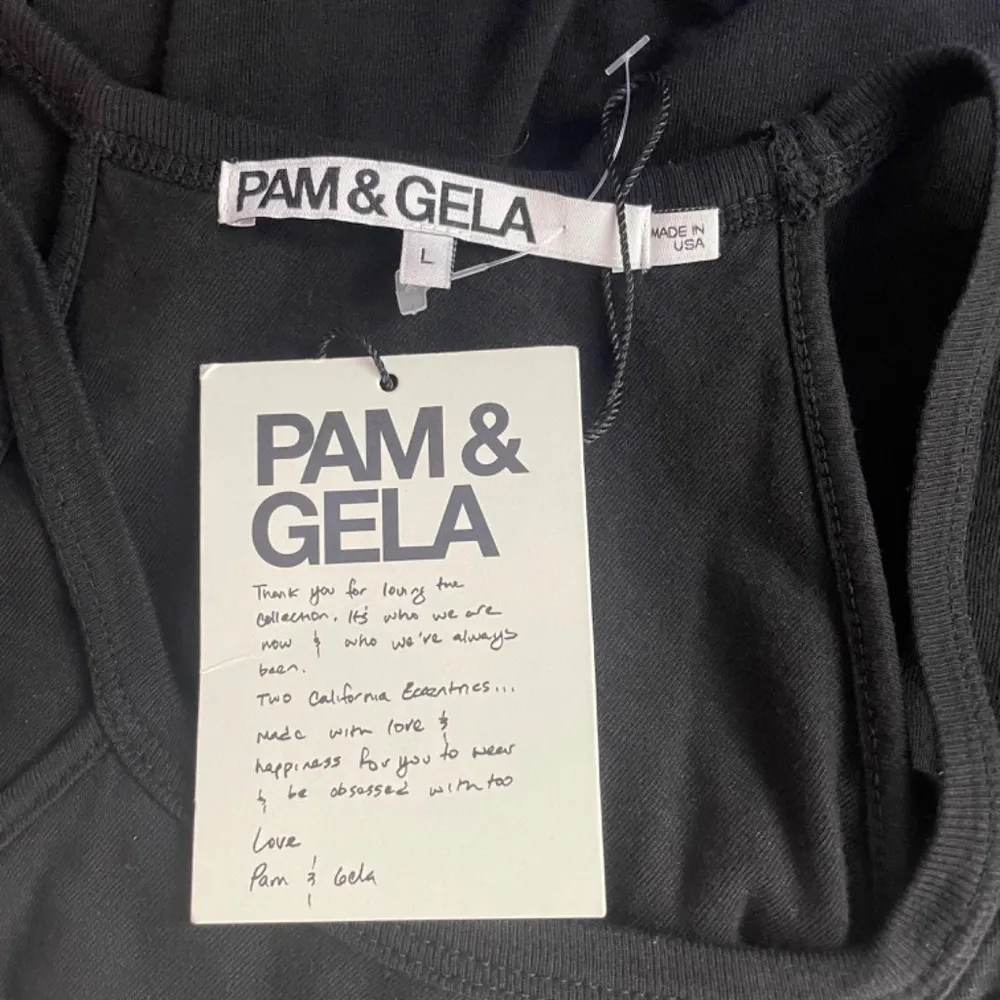 PAM & GELA
L
MADE IN
USA
PAM &
GELA
Thank you for loving the
collection. It's who we are
now & who we've always
been.
Two California Eccentrics...
Made with love &
happiness for you to wear
& be obsessed with too
Love
Pam & Gela